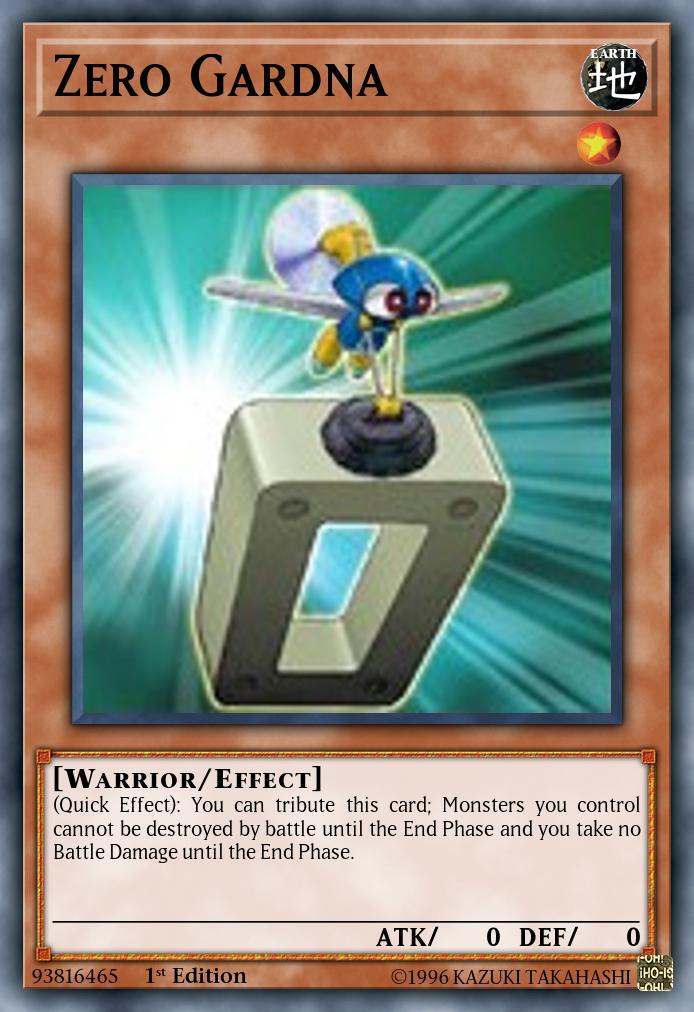 Zero Gardna
EARTH
地
[Warrior/Effect]
(Quick Effect): You can tribute this card; Monsters you control
cannot be destroyed by battle until the End Phase and you take no
Battle Damage until the End Phase.
ATK/ 0 DEF/ 0
93816465 1st Edition ©1996 KAZUKI TAKAHASHI